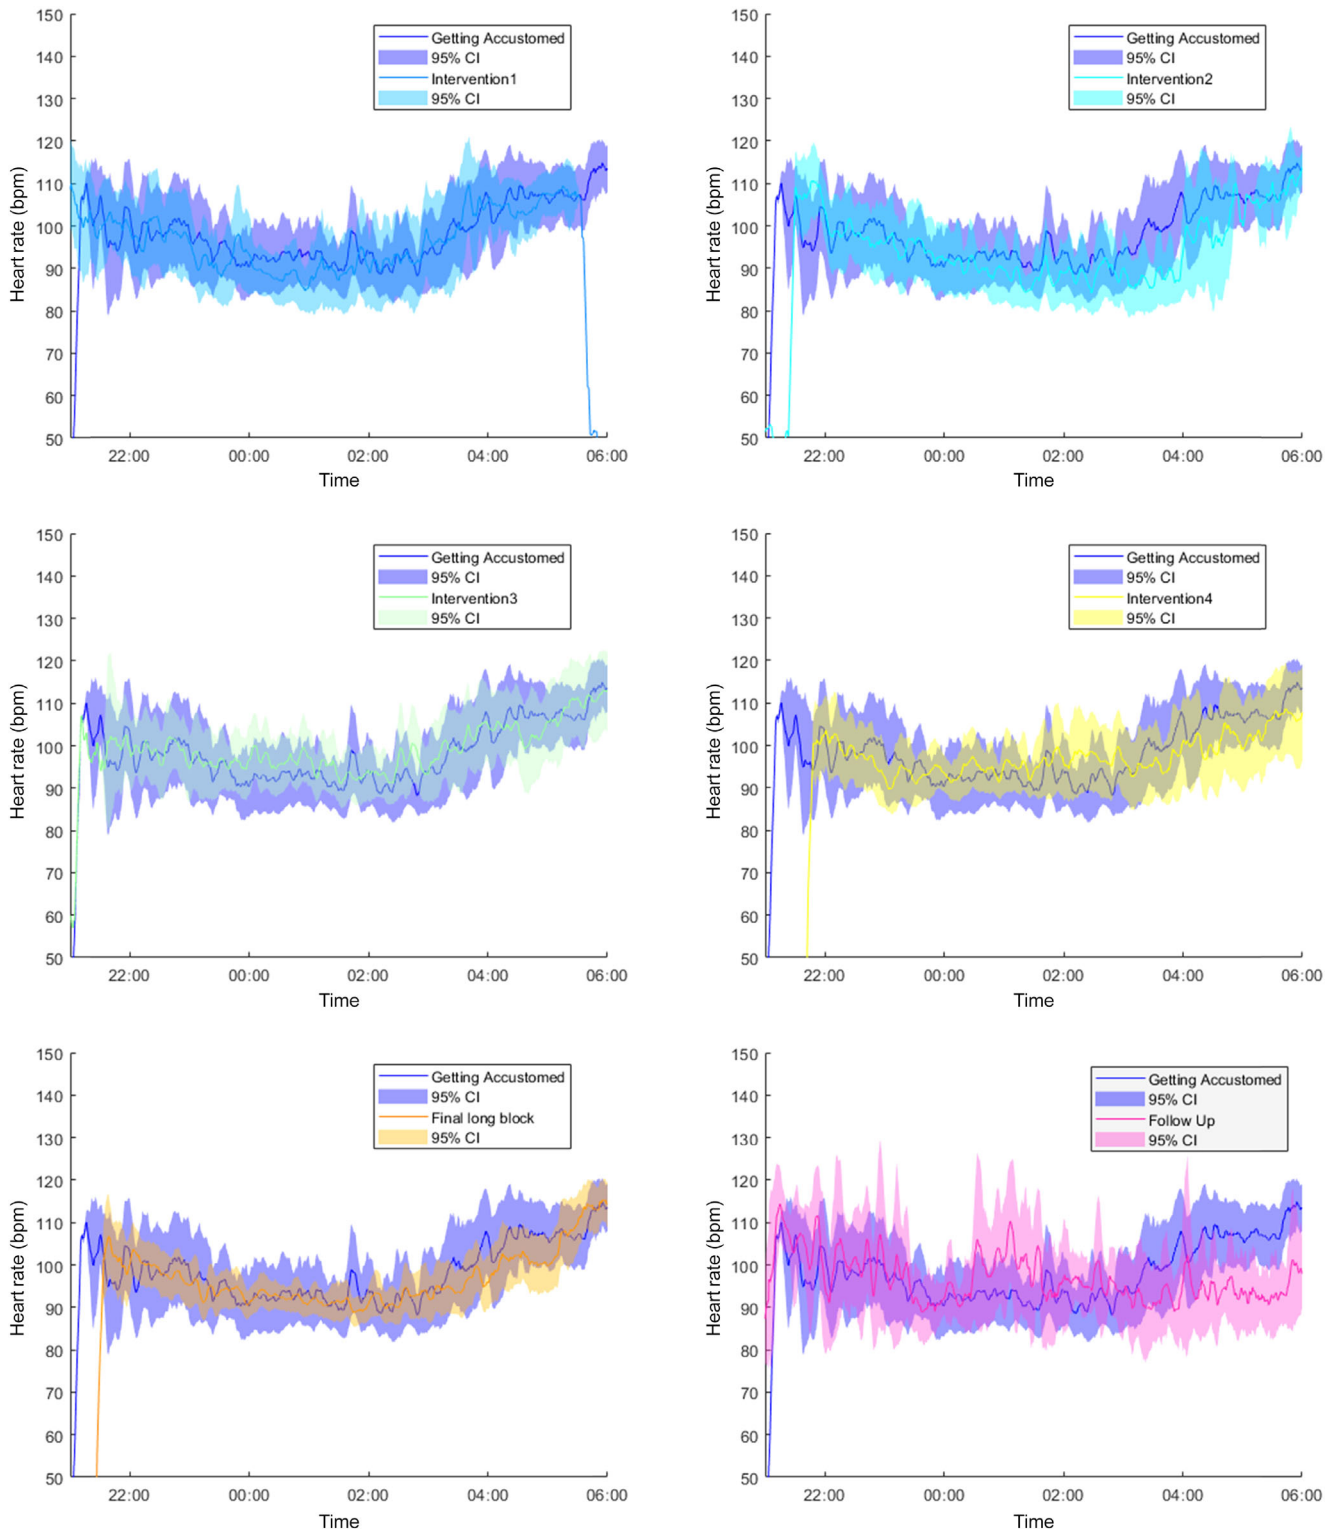 150
140
130
120
110
100
90
80
70
60
50
Heart rate (bpm)
22:00 00:00 02:00 04:00 06:00
Time
Getting Accustomed
95% CI
Intervention1
95% CI
150
140
130
120
110
100
90
80
70
60
50
Heart rate (bpm)
22:00 00:00 02:00 04:00 06:00
Time
Getting Accustomed
95% CI
Intervention2
95% CI
150
140
130
120
110
100
90
80
70
60
50
Heart rate (bpm)
22:00 00:00 02:00 04:00 06:00
Time
Getting Accustomed
95% CI
Intervention3
95% CI
150
140
130
120
110
100
90
80
70
60
50
Heart rate (bpm)
22:00 00:00 02:00 04:00 06:00
Time
Getting Accustomed
95% CI
Intervention4
95% CI
150
140
130
120
110
100
90
80
70
60
50
Heart rate (bpm)
22:00 00:00 02:00 04:00 06:00
Time
Getting Accustomed
95% CI
Final long block
95% CI
150
140
130
120
110
100
90
80
70
60
50
Heart rate (bpm)
22:00 00:00 02:00 04:00 06:00
Time
Getting Accustomed
95% CI
Follow Up
95% CI